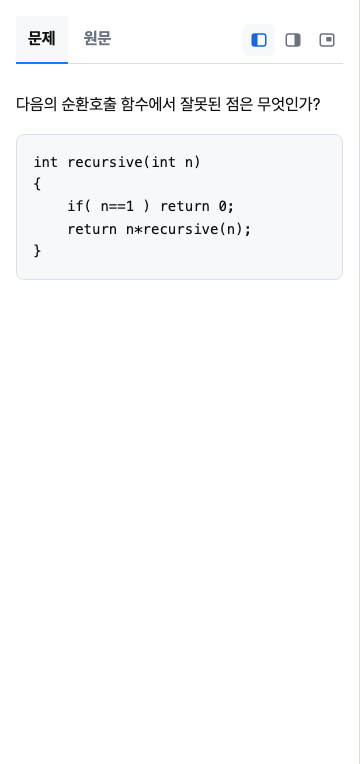 문제
원문
다음의 순환호출 함수에서 잘못된 점은 무엇인가?
int recursive(int n)
{
    if( n==1 ) return 0;
    return n*recursive(n);
}